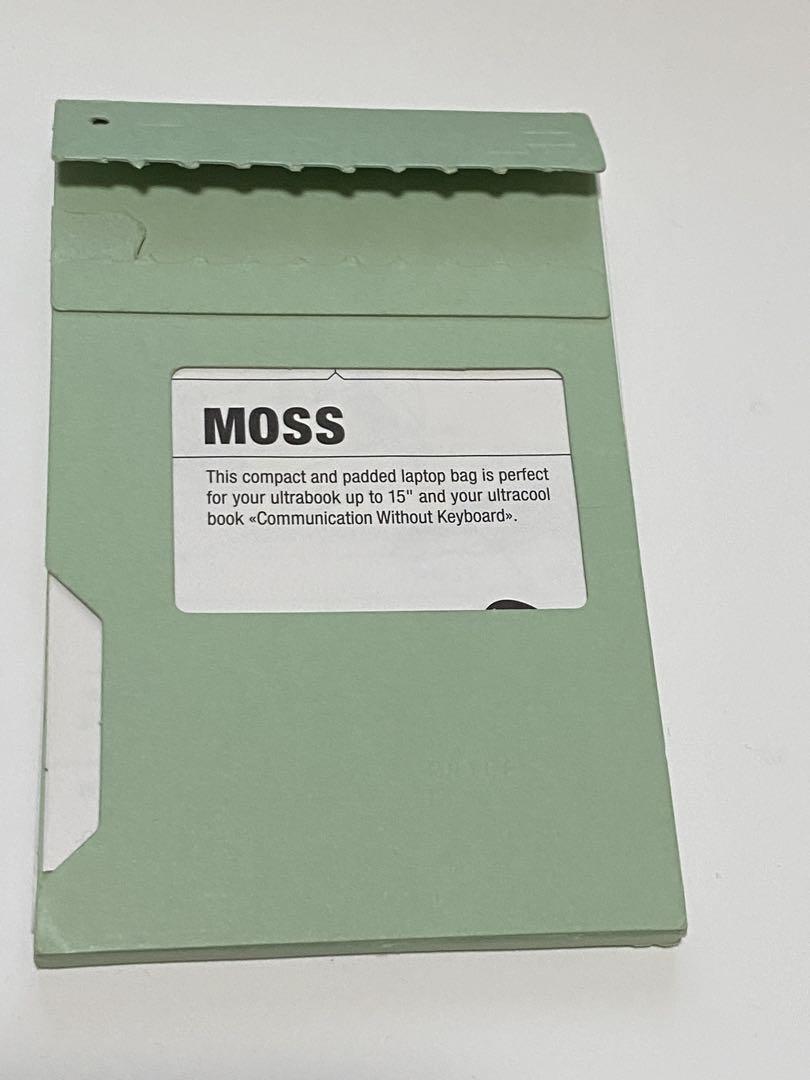 MOSS
This compact and padded laptop bag is perfect
for your ultrabook up to 15" and your ultracool
book «Communication Without Keyboard».